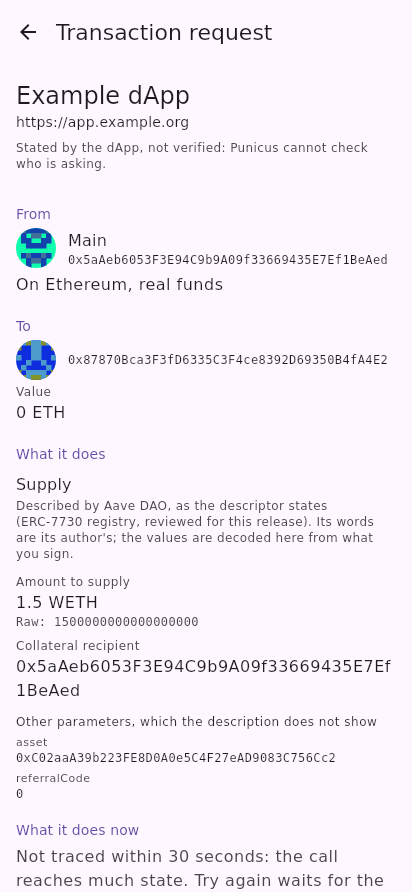 Transaction request
Example dApp
https://app.example.org
Stated by the dApp, not verified: Punicus cannot check
who is asking.
From
Main
0x5aAeb6053F3E94C9b9A09f33669435E7Ef1BeAed
On Ethereum, real funds
To
0x87870Bca3F3fD6335C3F4ce8392D69350B4fA4E2
Value
0 ETH
What it does
Supply
Described by Aave DAO, as the descriptor states
(ERC-7730 registry, reviewed for this release). Its words
are its author's; the values are decoded here from what
you sign.
Amount to supply
1.5 WETH
Raw: 1500000000000000000
Collateral recipient
0x5aAeb6053F3E94C9b9A09f33669435E7Ef
1BeAed
Other parameters, which the description does not show
asset
0xC02aaA39b223FE8D0A0e5C4F27eAD9083C756Cc2
referralCode
0
What it does now
Not traced within 30 seconds: the call
reaches much state. Try again waits for the